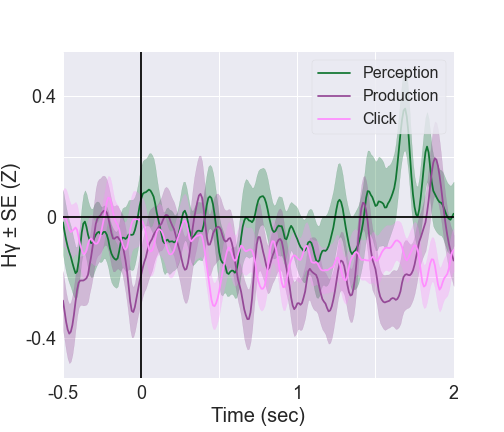 Perception
Production
Click
Hγ ± SE (Z)
0.4
0
-0.4
-0.5
0
1
2
Time (sec)